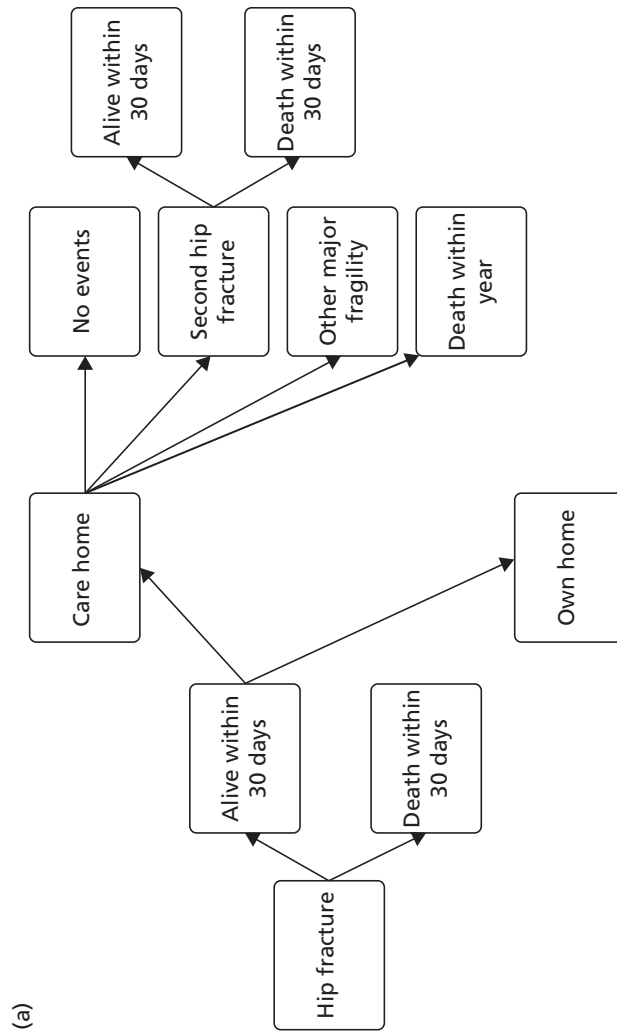 (a)
Hip fracture
Alive within
30 days
Death within
30 days
Care home
Own home
No events
Second hip
fracture
Other major
fragility
Death within
year
Alive within
30 days
Death within
30 days